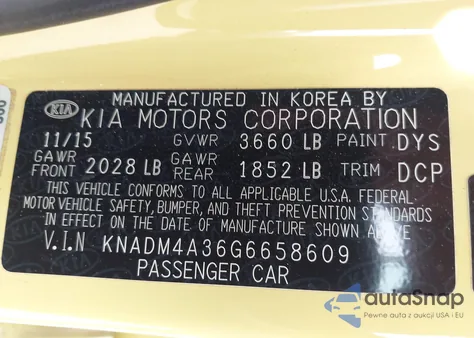 MANUFACTURED IN KOREA BY
KIA KIA MOTORS CORPORATION
11/15 GVWR 3660 LB PAINT DYS
GAWR FRONT 2028 LB GAWR REAR 1852 LB TRIM DCP
THIS VEHICLE CONFORMS TO ALL APPLICABLE U.S.A. FEDERAL
MOTOR VEHICLE SAFETY, BUMPER, AND THEFT PREVENTION STANDARDS
IN EFFECT ON THE DATE OF MANUFACTURE SHOWN ABOVE.
V.I.N KNADM4A36G6658609
PASSENGER CAR
autoSnap
Pewne auta z aukcji USA i EU